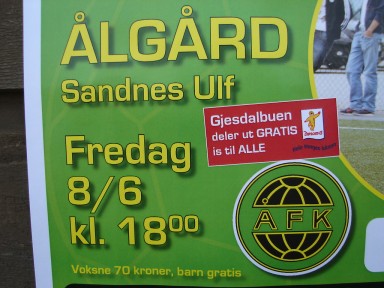 ÅLGÅRD
Sandnes Ulf
Gjesdalbuen
deler ut GRATIS
is til ALLE
Fredag
8/6
kl. 18⁰⁰
AFK
Voksne 70 kroner, barn gratis